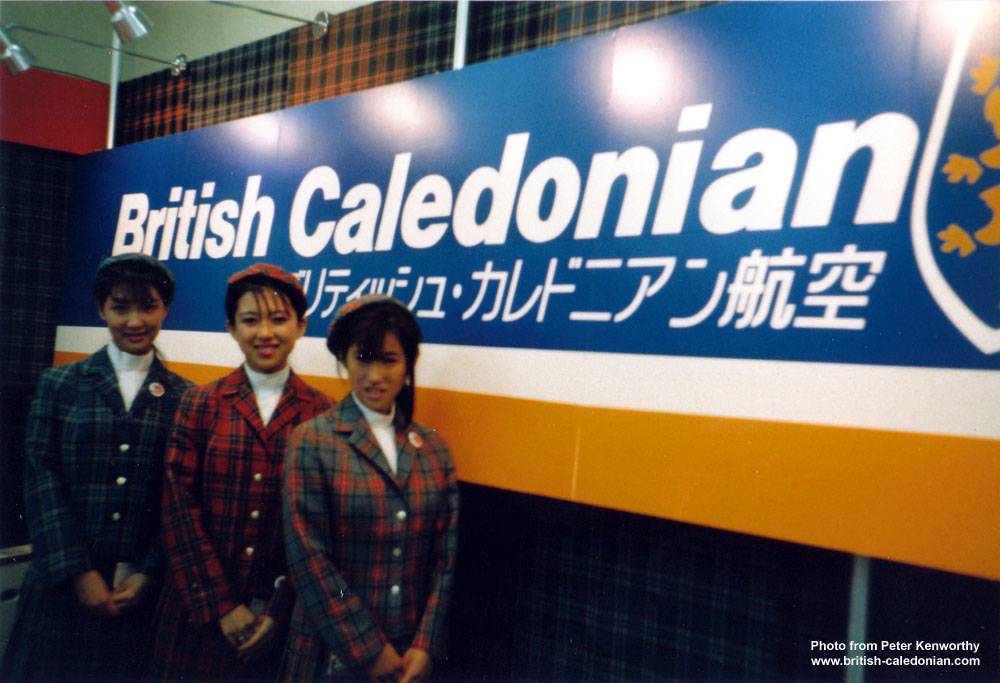 British Caledonian
ブリティッシュ・カレドニアン航空
Photo from Peter Kenworthy
www.british-caledonian.com